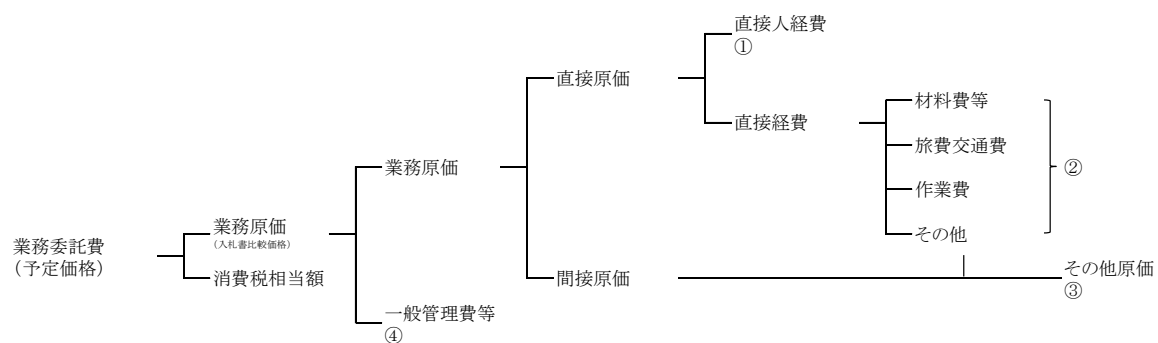 直接人経費
①
直接原価
材料費等
直接経費
旅費交通費
②
業務原価
作業費
業務原価
（入札書比較価格）
その他
業務委託費
（予定価格）
消費税相当額
間接原価
その他原価
③
一般管理費等
④